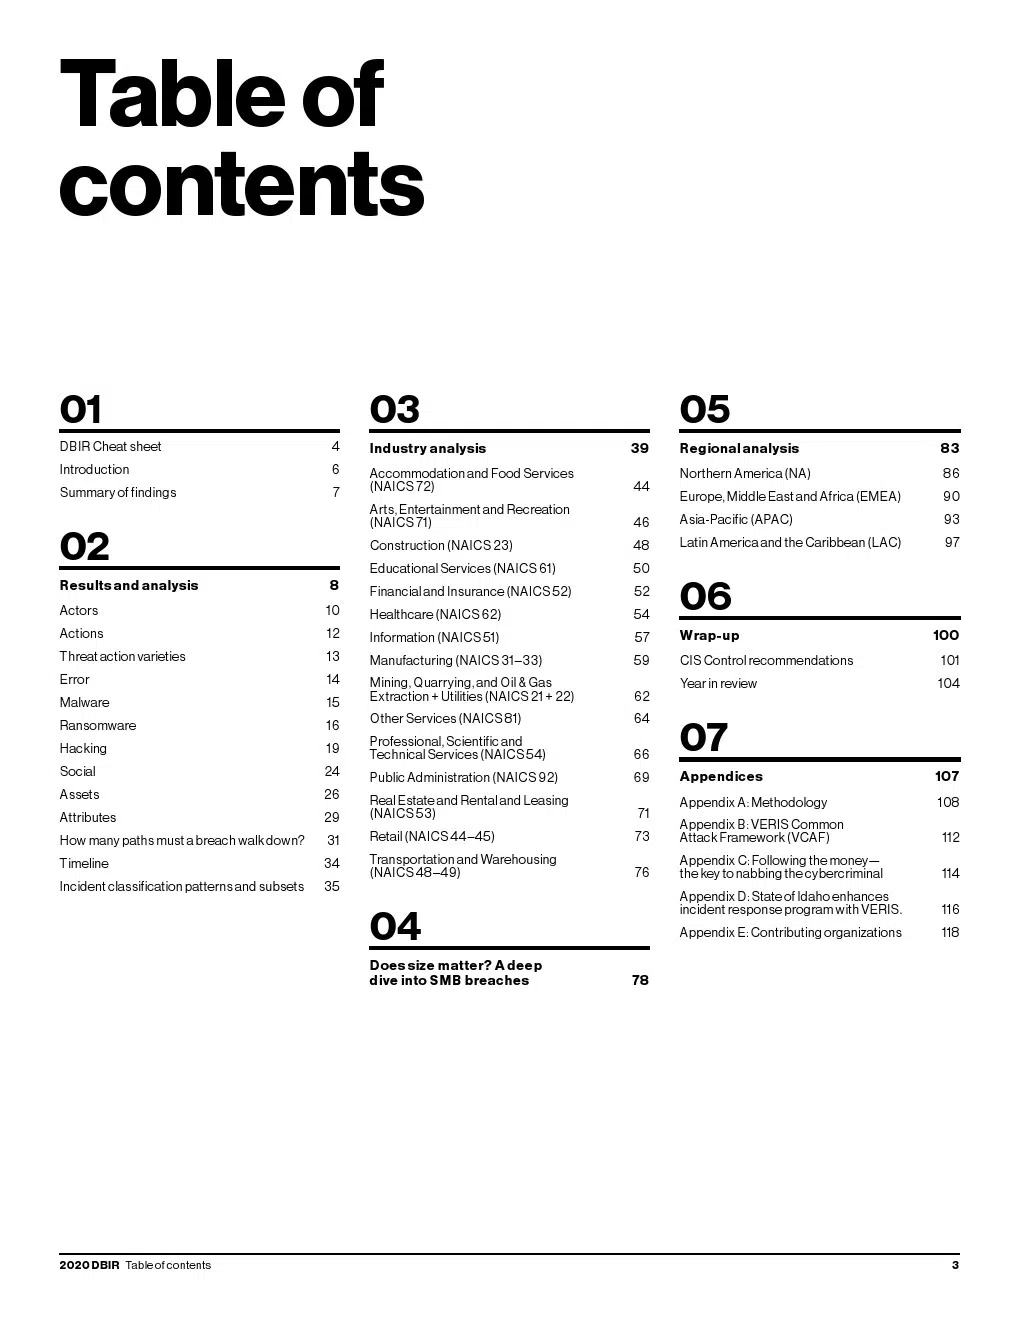 Table of
contents
01
DBIR Cheat sheet 4
Introduction 6
Summary of findings 7
02
Results and analysis 8
Actors 10
Actions 12
Threat action varieties 13
Error 14
Malware 15
Ransomware 16
Hacking 19
Social 24
Assets 26
Attributes 29
How many paths must a breach walk down? 31
Timeline 34
Incident classification patterns and subsets 35
03
Industry analysis 39
Accommodation and Food Services
(NAICS 72) 44
Arts, Entertainment and Recreation
(NAICS 71) 46
Construction (NAICS 23) 48
Educational Services (NAICS 61) 50
Financial and Insurance (NAICS 52) 52
Healthcare (NAICS 62) 54
Information (NAICS 51) 57
Manufacturing (NAICS 31–33) 59
Mining, Quarrying, and Oil & Gas
Extraction + Utilities (NAICS 21 + 22) 62
Other Services (NAICS 81) 64
Professional, Scientific and
Technical Services (NAICS 54) 66
Public Administration (NAICS 92) 69
Real Estate and Rental and Leasing
(NAICS 53) 71
Retail (NAICS 44–45) 73
Transportation and Warehousing
(NAICS 48–49) 76
04
Does size matter? A deep
dive into SMB breaches 78
05
Regional analysis 83
Northern America (NA) 86
Europe, Middle East and Africa (EMEA) 90
Asia-Pacific (APAC) 93
Latin America and the Caribbean (LAC) 97
06
Wrap-up 100
CIS Control recommendations 101
Year in review 104
07
Appendices 107
Appendix A: Methodology 108
Appendix B: VERIS Common
Attack Framework (VCAF) 112
Appendix C: Following the money—
the key to nabbing the cybercriminal 114
Appendix D: State of Idaho enhances
incident response program with VERIS. 116
Appendix E: Contributing organizations 118
2020 DBIR Table of contents 3